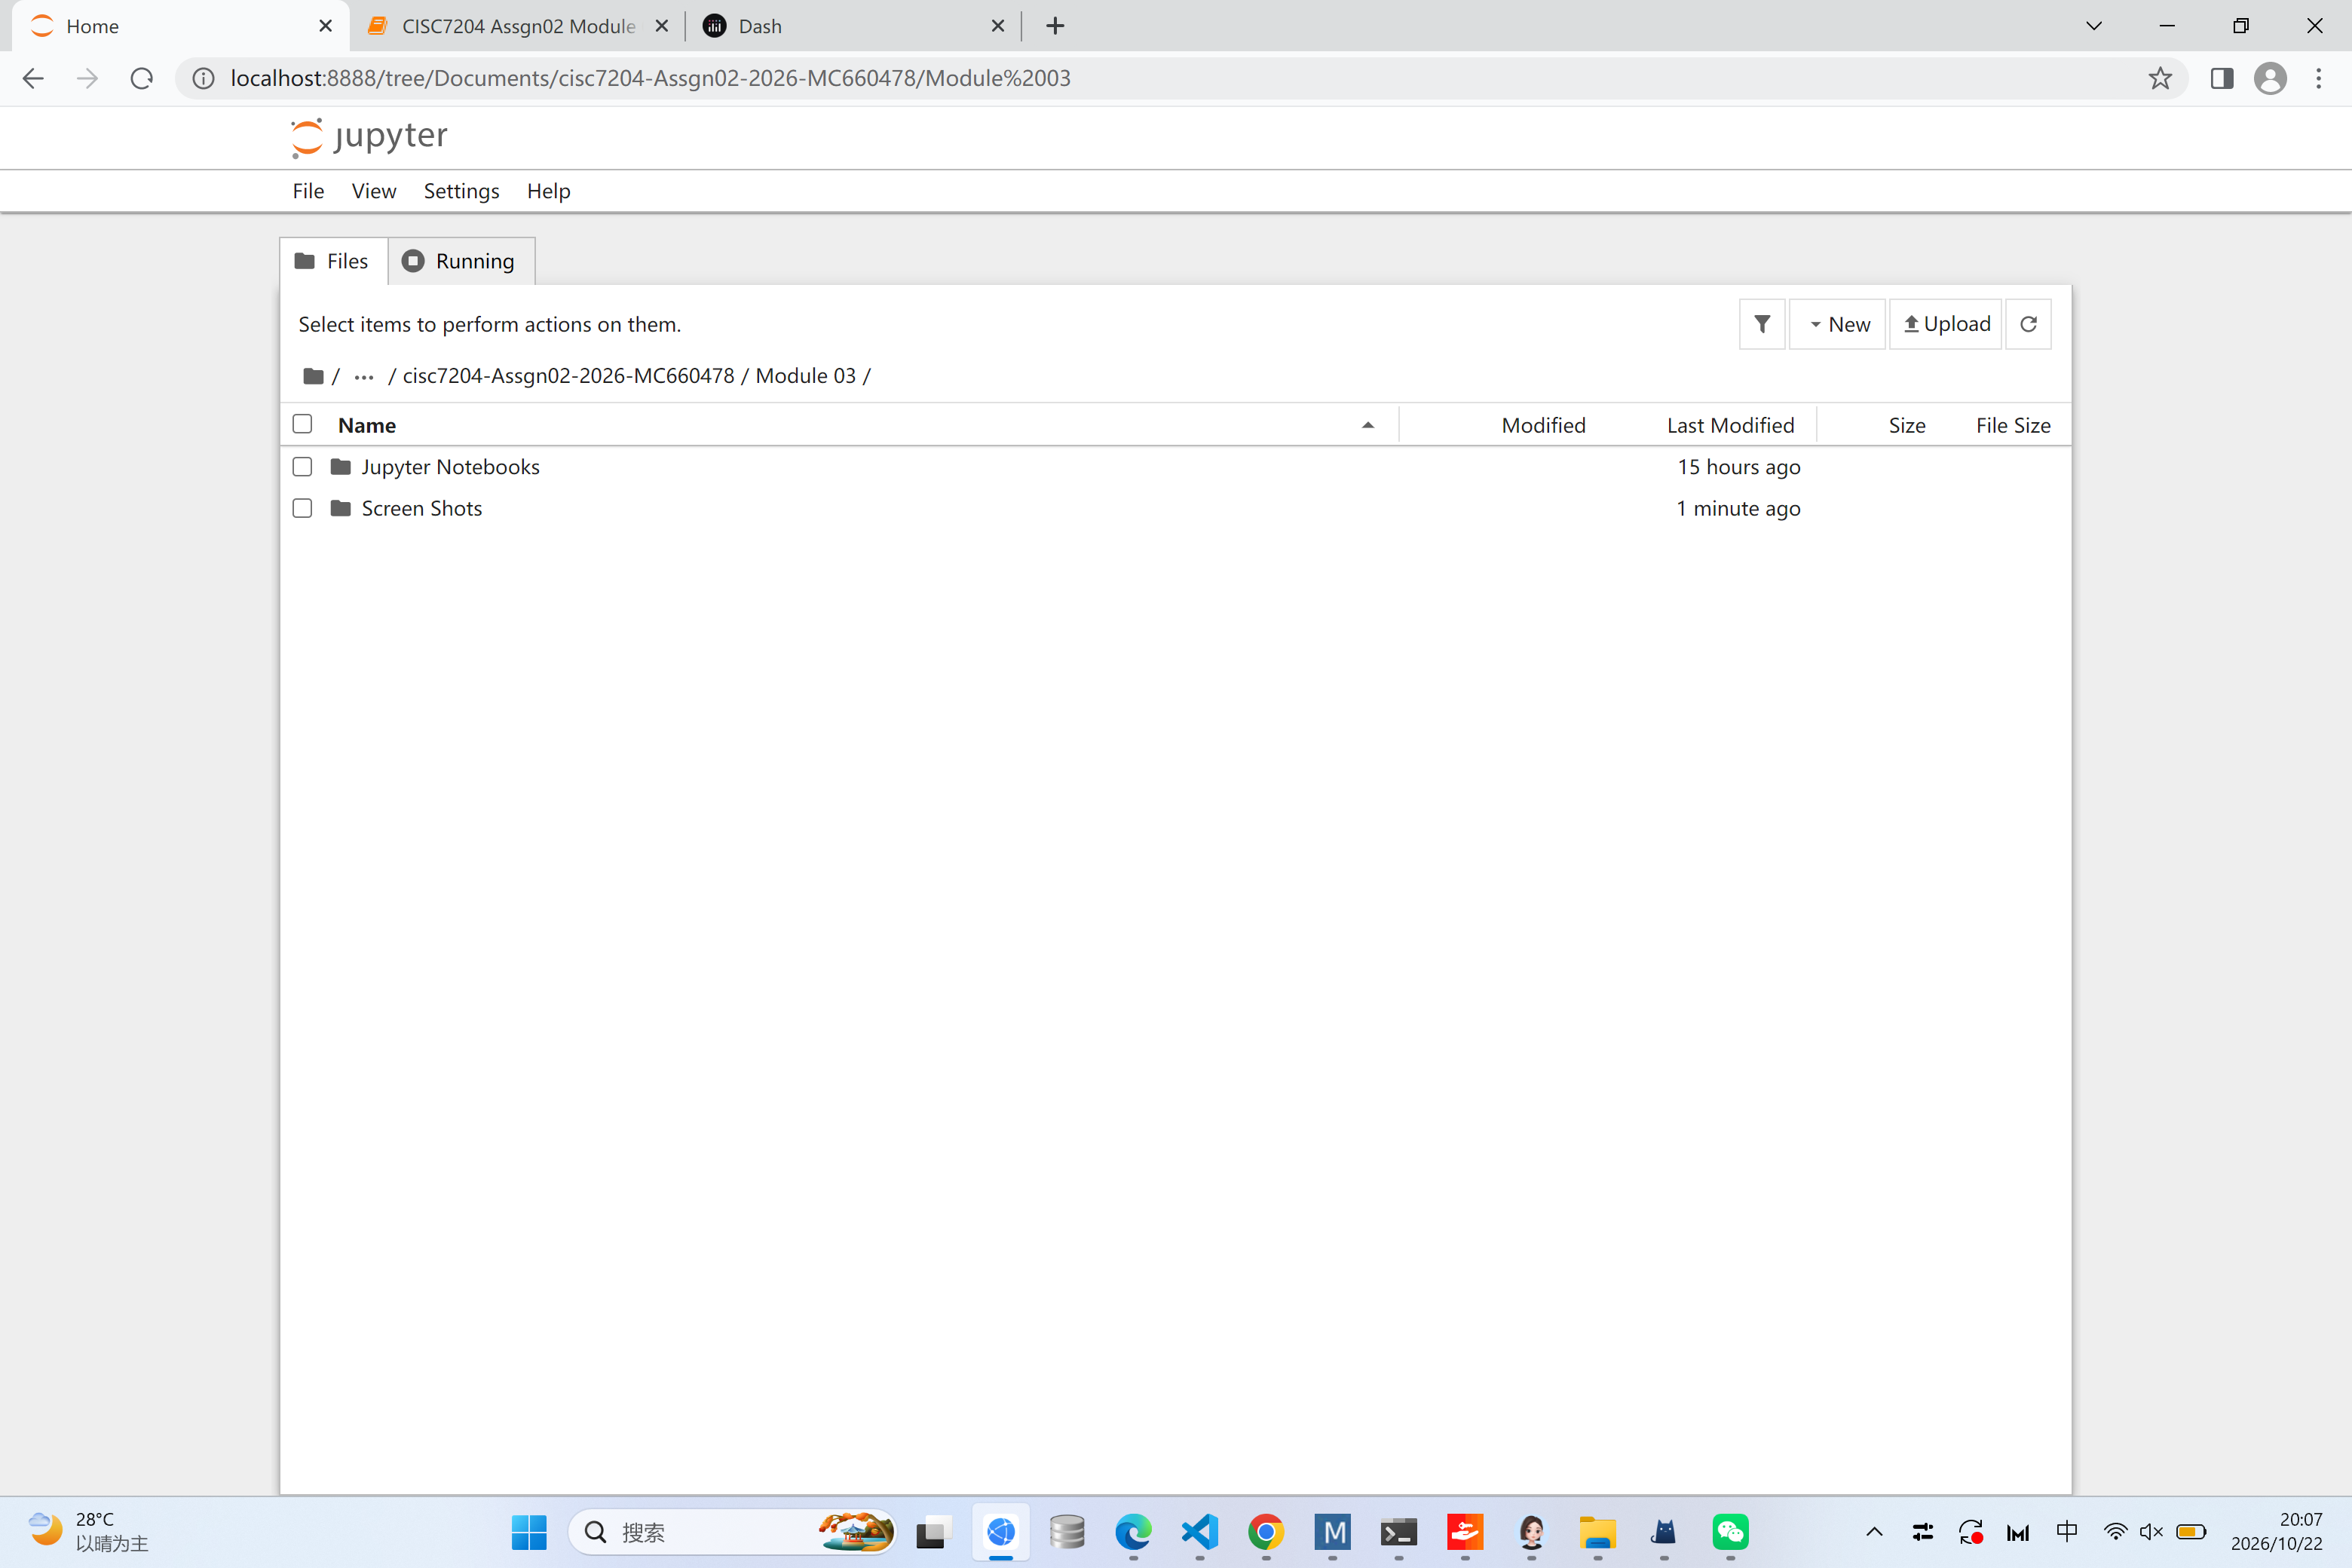 Home
CISC7204 Assgn02 Module
Dash
localhost:8888/tree/Documents/cisc7204-Assgn02-2026-MC660478/Module%2003
jupyter
File View Settings Help
Files Running
Select items to perform actions on them.
New Upload
/ ··· / cisc7204-Assgn02-2026-MC660478 / Module 03 /
Name Modified Last Modified Size File Size
Jupyter Notebooks 15 hours ago
Screen Shots 1 minute ago
28°C
以晴为主
搜索
M
中
20:07
2026/10/22